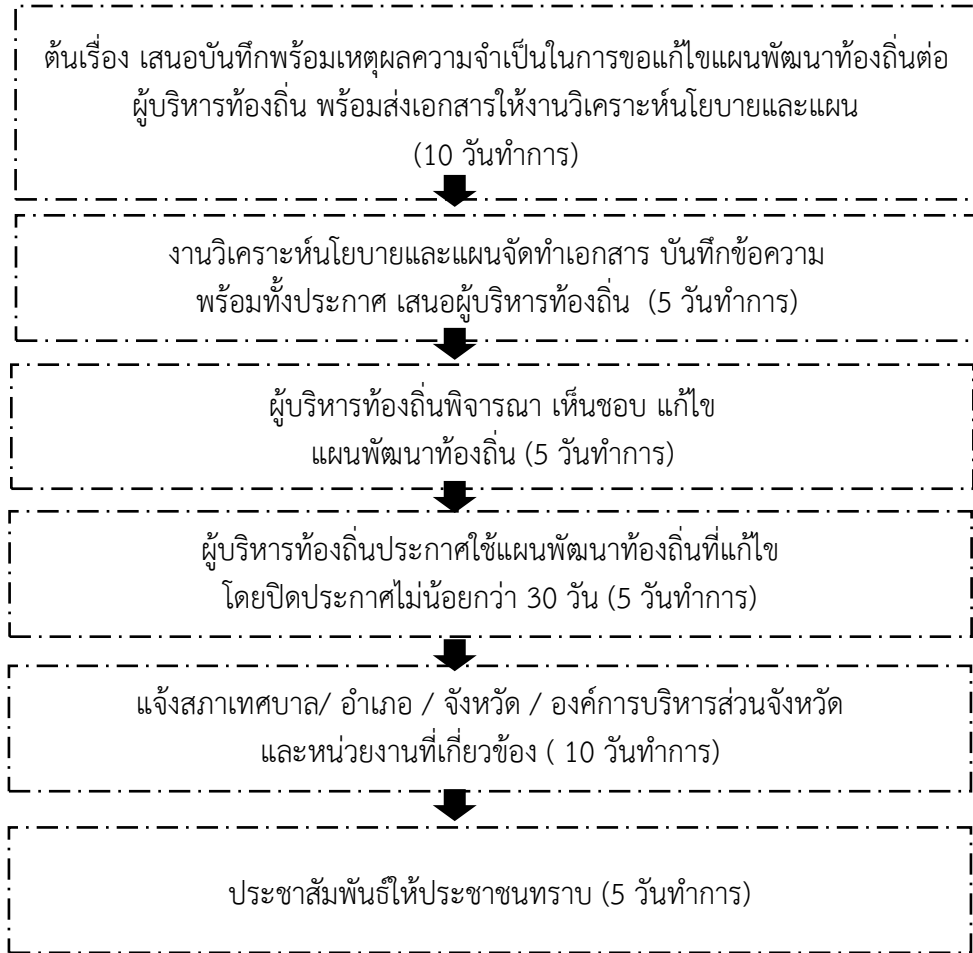 ต้นเรื่อง เสนอบันทึกพร้อมเหตุผลความจำเป็นในการขอแก้ไขแผนพัฒนาท้องถิ่นต่อ
ผู้บริหารท้องถิ่น พร้อมส่งเอกสารให้งานวิเคราะห์นโยบายและแผน
(10 วันทำการ)
งานวิเคราะห์นโยบายและแผนจัดทำเอกสาร บันทึกข้อความ
พร้อมทั้งประกาศ เสนอผู้บริหารท้องถิ่น (5 วันทำการ)
ผู้บริหารท้องถิ่นพิจารณา เห็นชอบ แก้ไข
แผนพัฒนาท้องถิ่น (5 วันทำการ)
ผู้บริหารท้องถิ่นประกาศใช้แผนพัฒนาท้องถิ่นที่แก้ไข
โดยปิดประกาศไม่น้อยกว่า 30 วัน (5 วันทำการ)
แจ้งสภาเทศบาล/ อำเภอ / จังหวัด / องค์การบริหารส่วนจังหวัด
และหน่วยงานที่เกี่ยวข้อง ( 10 วันทำการ)
ประชาสัมพันธ์ให้ประชาชนทราบ (5 วันทำการ)